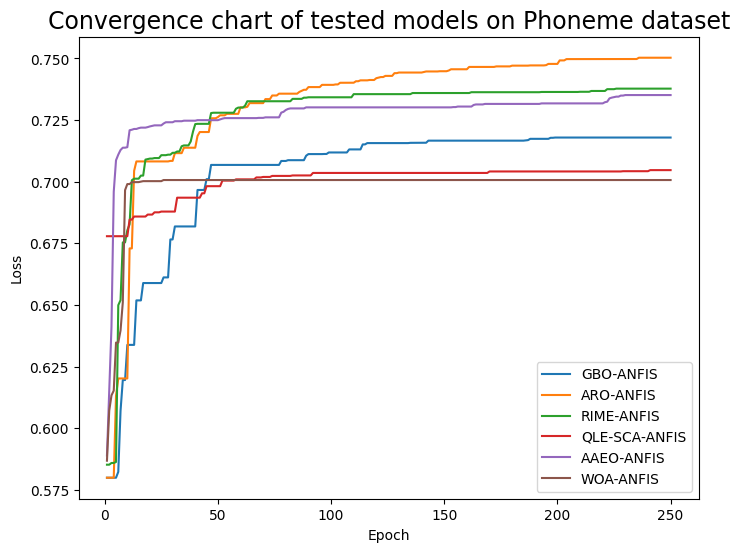 Convergence chart of tested models on Phoneme dataset
0.750
0.725
0.700
0.675
0.650
0.625
0.600
0.575
Loss
0
50
100
150
200
250
Epoch
GBO-ANFIS
ARO-ANFIS
RIME-ANFIS
QLE-SCA-ANFIS
AAEO-ANFIS
WOA-ANFIS